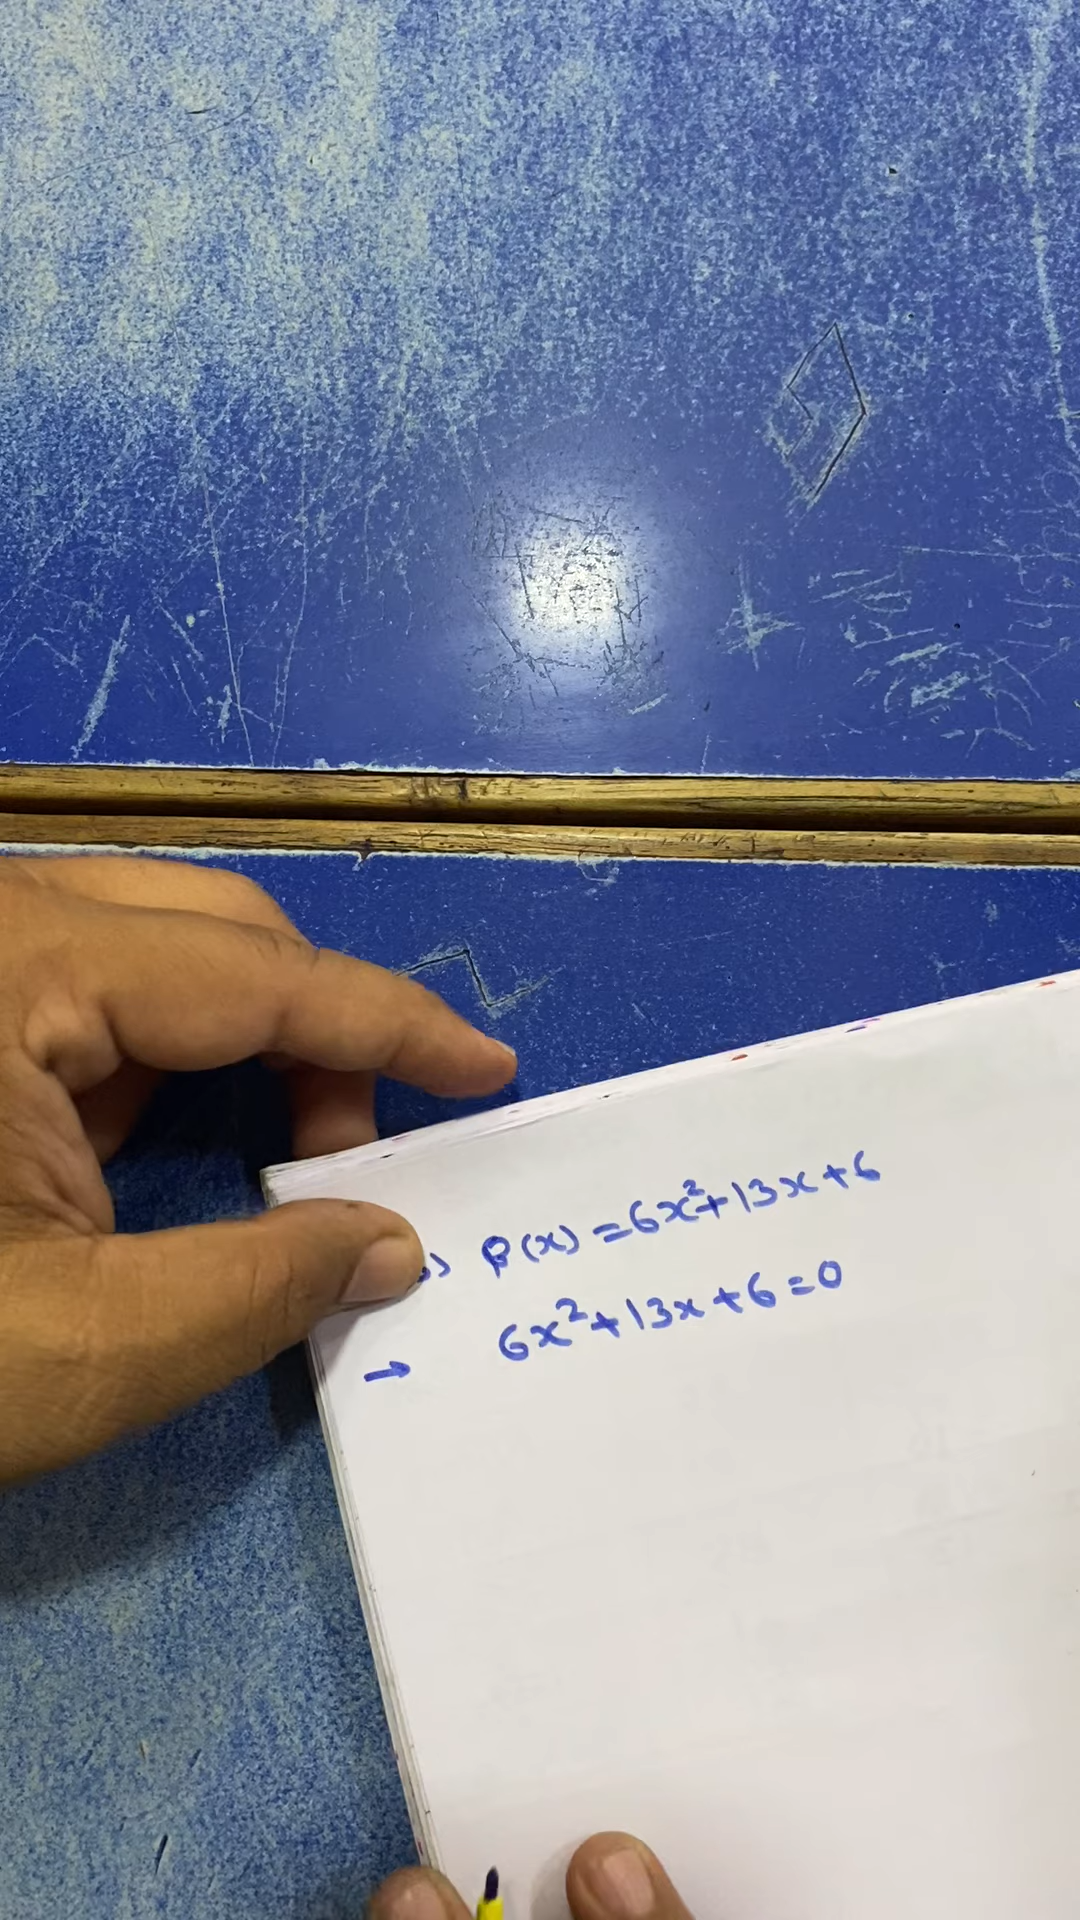 p(x) = 6x²+13x+6
→ 6x²+13x+6=0